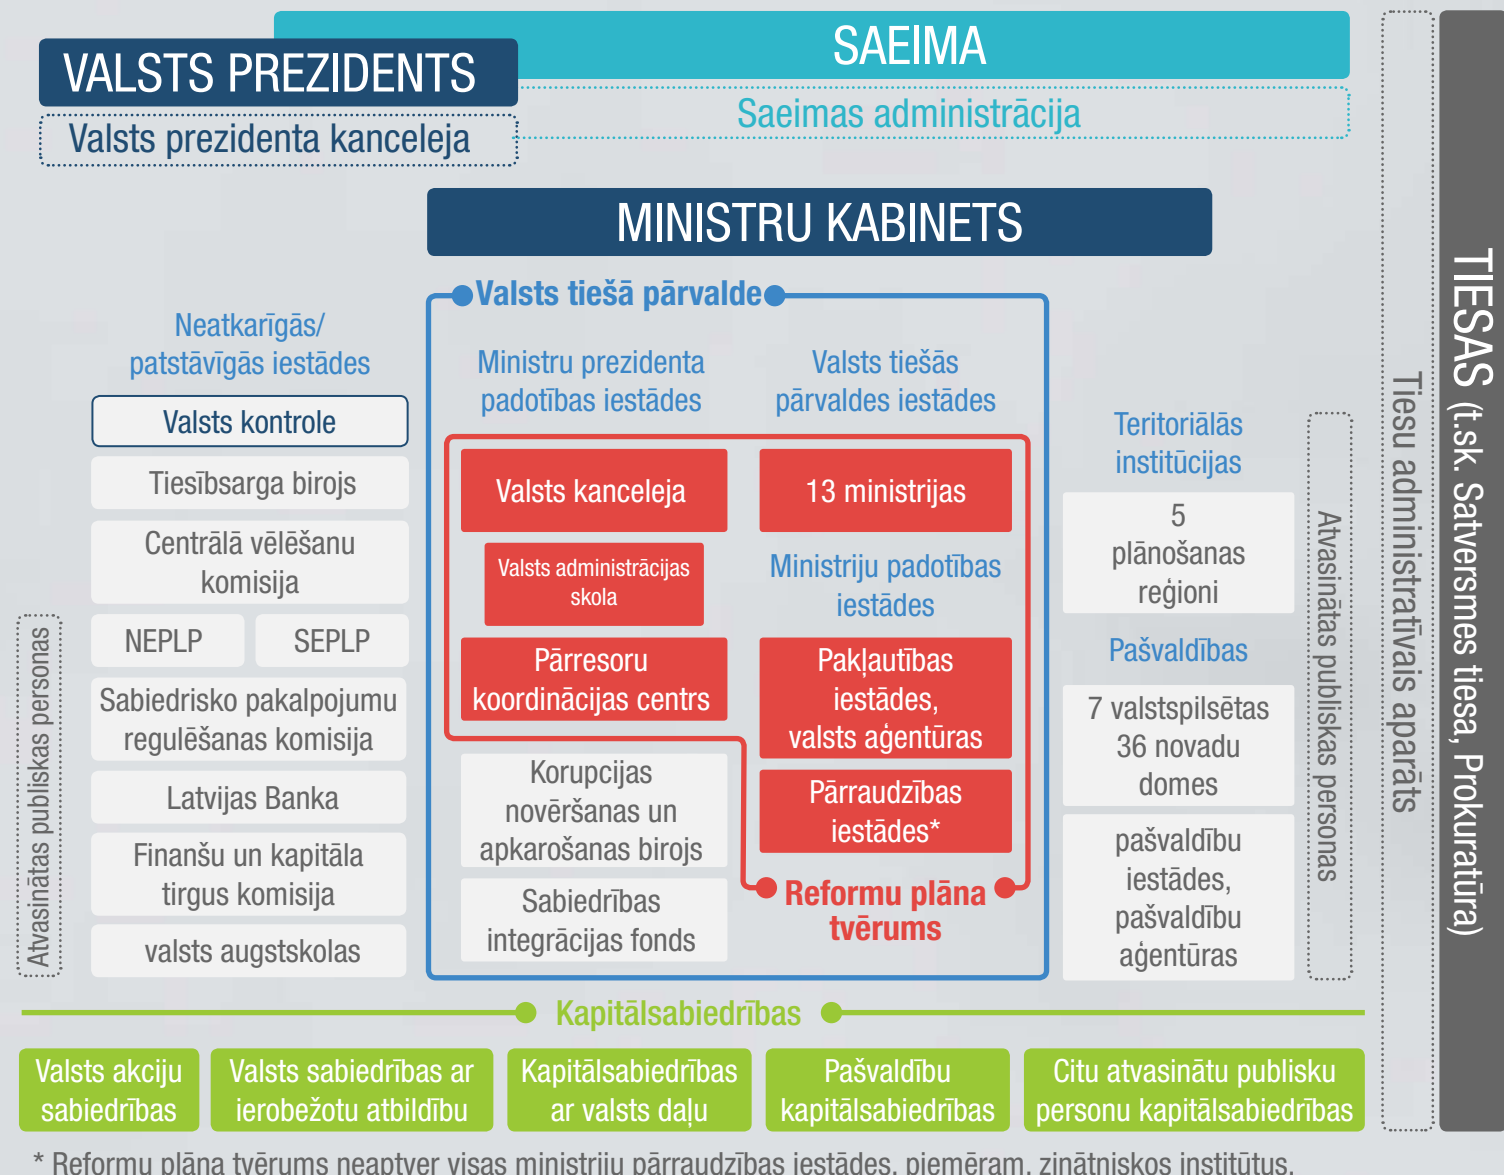 SAEIMA
VALSTS PREZIDENTS
Saeimas administrācija
Valsts prezidenta kanceleja
MINISTRU KABINETS
Valsts tiešā pārvalde
Neatkarīgās/
patstāvīgās iestādes
Valsts kontrole
Tiesībsarga birojs
Centrālā vēlēšanu
komisija
NEPLP
SEPLP
Sabiedrisko pakalpojumu
regulēšanas komisija
Latvijas Banka
Finanšu un kapitāla
tirgus komisija
valsts augstskolas
Atvasinātas publiskas personas
Ministru prezidenta
padotības iestādes
Valsts kanceleja
Valsts administrācijas
skola
Pārresoru
koordinācijas centrs
Korupcijas
novēršanas un
apkarošanas birojs
Sabiedrības
integrācijas fonds
Valsts tiešās
pārvaldes iestādes
13 ministrijas
Ministriju padotības
iestādes
Pakļautības
iestādes,
valsts aģentūras
Pārraudzības
iestādes*
Reformu plāna
tvērums
Teritoriālās
institūcijas
5
plānošanas
reģioni
Pašvaldības
7 valstspilsētas
36 novadu
domes
pašvaldību
iestādes,
pašvaldību
aģentūras
Atvasinātas publiskas personas
Tiesu administratīvais aparāts
TIESAS (t.sk. Satversmes tiesa, Prokuratūra)
Kapitālsabiedrības
Valsts akciju
sabiedrības
Valsts sabiedrības ar
ierobežotu atbildību
Kapitālsabiedrības
ar valsts daļu
Pašvaldību
kapitālsabiedrības
Citu atvasinātu publisku
personu kapitālsabiedrības
* Reformu plāna tvērums neaptver visas ministriju pārraudzības iestādes, piemēram, zinātniskos institūtus.